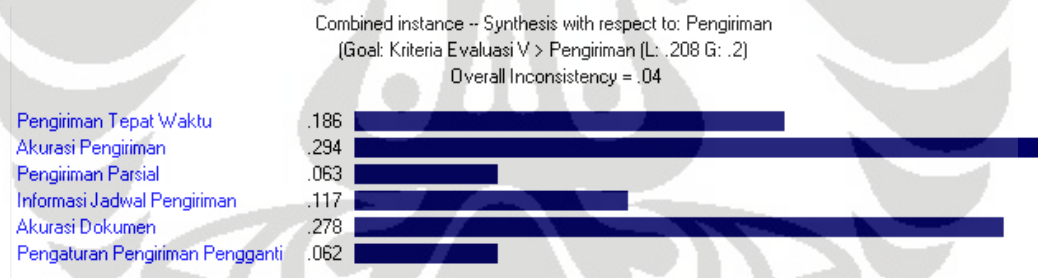 Combined instance -- Synthesis with respect to: Pengiriman
(Goal: Kriteria Evaluasi V > Pengiriman (L: .208 G: .2)
Overall Inconsistency = .04
Pengiriman Tepat Waktu .186
Akurasi Pengiriman .294
Pengiriman Parsial .063
Informasi Jadwal Pengiriman .117
Akurasi Dokumen .278
Pengaturan Pengiriman Pengganti .062